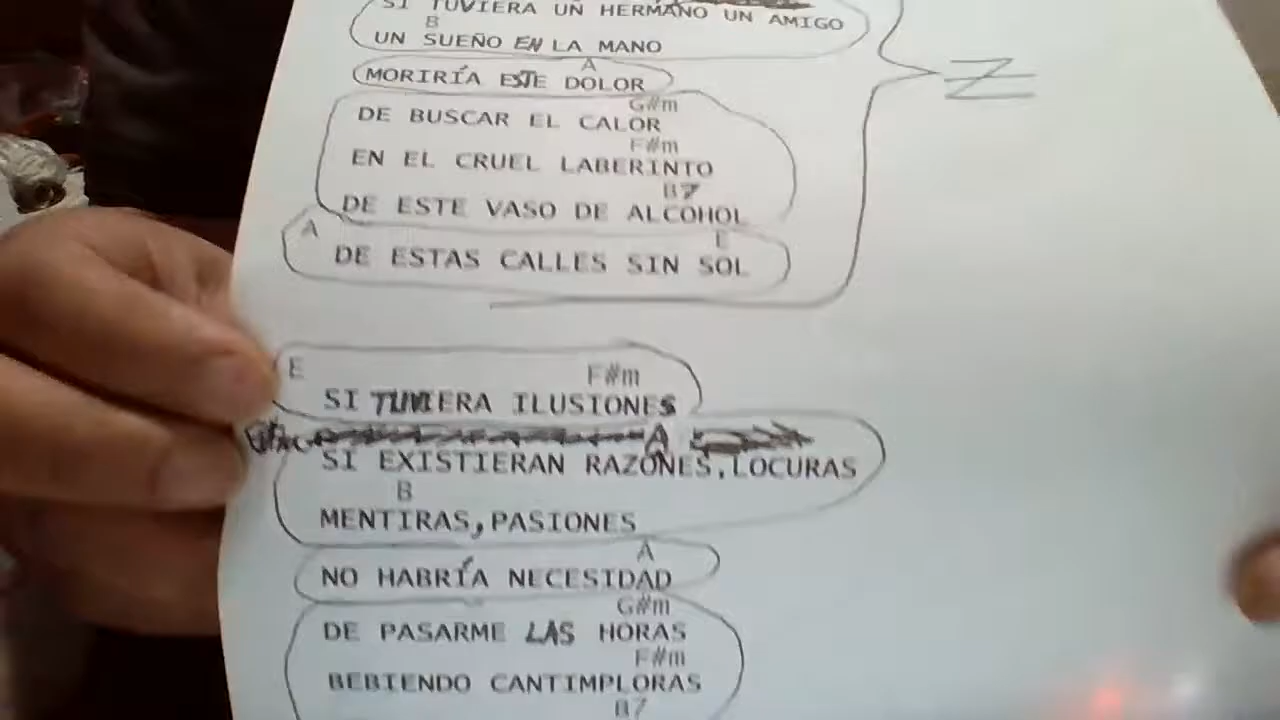 SI TUVIERA UN HERMANO UN AMIGO
B
UN SUEÑO EN LA MANO
A
MORIRÍA ESTE DOLOR
G#m
DE BUSCAR EL CALOR
F#m
EN EL CRUEL LABERINTO
B7
DE ESTE VASO DE ALCOHOL
A E
DE ESTAS CALLES SIN SOL
E F#m
SI TUVIERA ILUSIONES
A
SI EXISTIERAN RAZONES,LOCURAS
B
MENTIRAS,PASIONES
A
NO HABRÍA NECESIDAD
G#m
DE PASARME LAS HORAS
F#m
BEBIENDO CANTIMPLORAS
B7